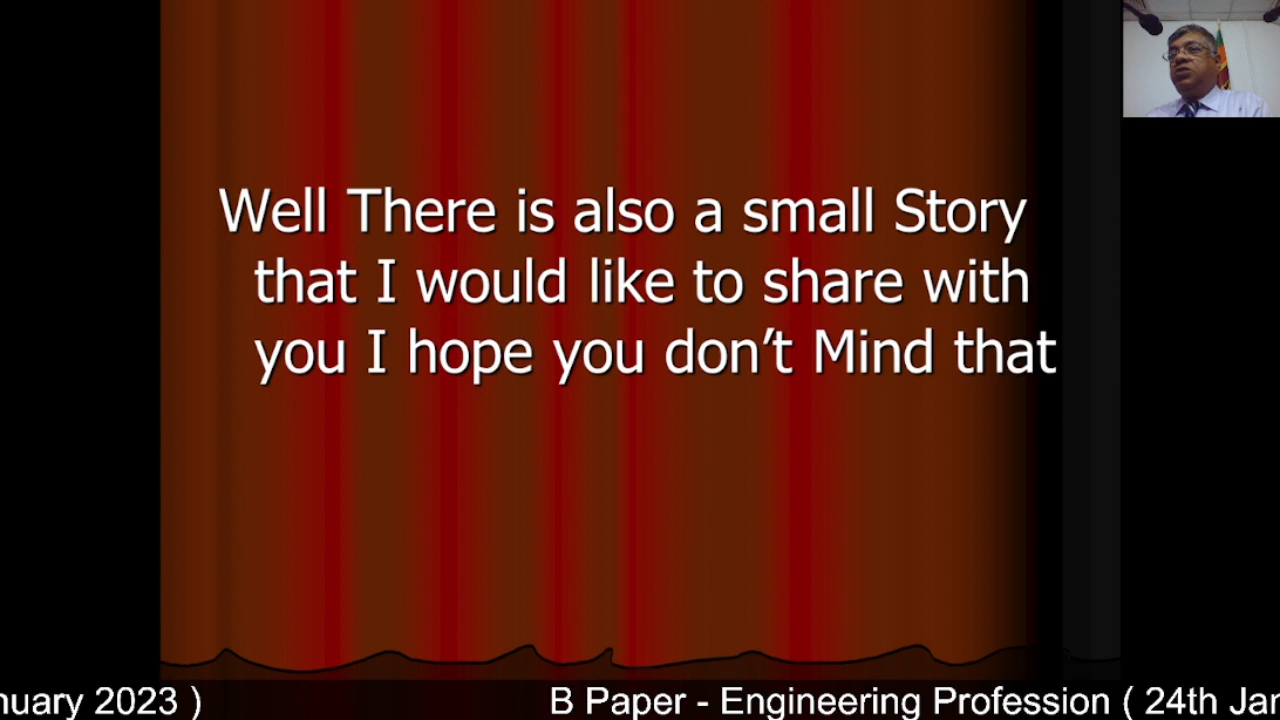 Well There is also a small Story
that I would like to share with
you I hope you don’t Mind that
nuary 2023 ) B Paper - Engineering Profession ( 24th Jan